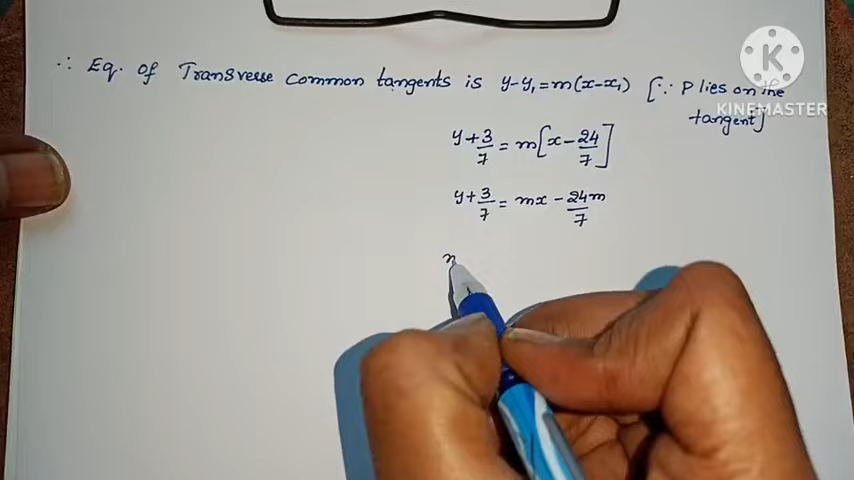 ∴ Eq. of Transverse common tangents is y-y₁=m(x-x₁) [∵ P lies on the
tangent]
y+3/7 = m[x-24/7]
y+3/7 = mx - 24m/7
m
K
KINEMASTER